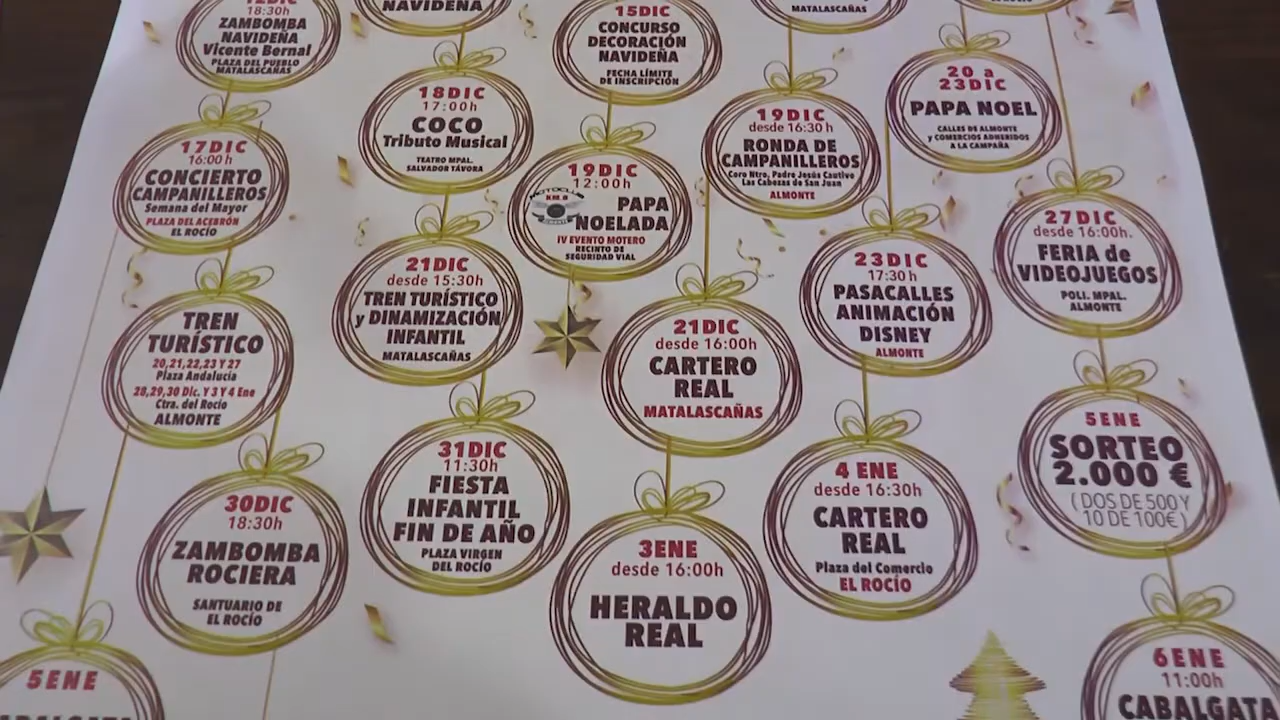 12DIC
18:30h
ZAMBOMBA
NAVIDEÑA
Vicente Bernal
PLAZA DEL PUEBLO
MATALASCAÑAS
NAVIDEÑA
15DIC
CONCURSO
DECORACIÓN
NAVIDEÑA
FECHA LÍMITE
DE INSCRIPCIÓN
MATALASCAÑAS
18DIC
17:00h
COCO
Tributo Musical
TEATRO MPAL.
SALVADOR TÁVORA
20 a
23DIC
PAPA NOEL
CALLES DE ALMONTE
y COMERCIOS ADHERIDOS
A LA CAMPAÑA
17DIC
16:00 h
CONCIERTO
CAMPANILLEROS
Semana del Mayor
PLAZA DEL ACEBRÓN
EL ROCÍO
19DIC
12:00h
PAPA
NOELADA
IV EVENTO MOTERO
RECINTO DE
SEGURIDAD VIAL
19DIC
desde 16:30 h
RONDA DE
CAMPANILLEROS
Coro Ntro. Padre Jesús Cautivo
Las Cabezas de San Juan
ALMONTE
27DIC
desde 16:00h.
FERIA de
VIDEOJUEGOS
POLI. MPAL.
ALMONTE
21DIC
desde 15:30h
TREN TURÍSTICO
y DINAMIZACIÓN
INFANTIL
MATALASCAÑAS
23DIC
17:30 h
PASACALLES
ANIMACIÓN
DISNEY
ALMONTE
TREN
TURÍSTICO
20,21,22,23 Y 27
Plaza Andalucía
28,29,30 Dic. Y 3 Y 4 Ene
Ctra. del Rocío
ALMONTE
21DIC
desde 16:00h
CARTERO
REAL
MATALASCAÑAS
5ENE
SORTEO
2.000 €
(DOS DE 500 Y
10 DE 100€)
31DIC
11:30h
FIESTA
INFANTIL
FIN DE AÑO
PLAZA VIRGEN
DEL ROCÍO
4 ENE
desde 16:30h
CARTERO
REAL
Plaza del Comercio
EL ROCÍO
30DIC
18:30h
ZAMBOMBA
ROCIERA
SANTUARIO DE
EL ROCÍO
3ENE
desde 16:00h
HERALDO
REAL
5ENE
6ENE
11:00h
CABALGATA